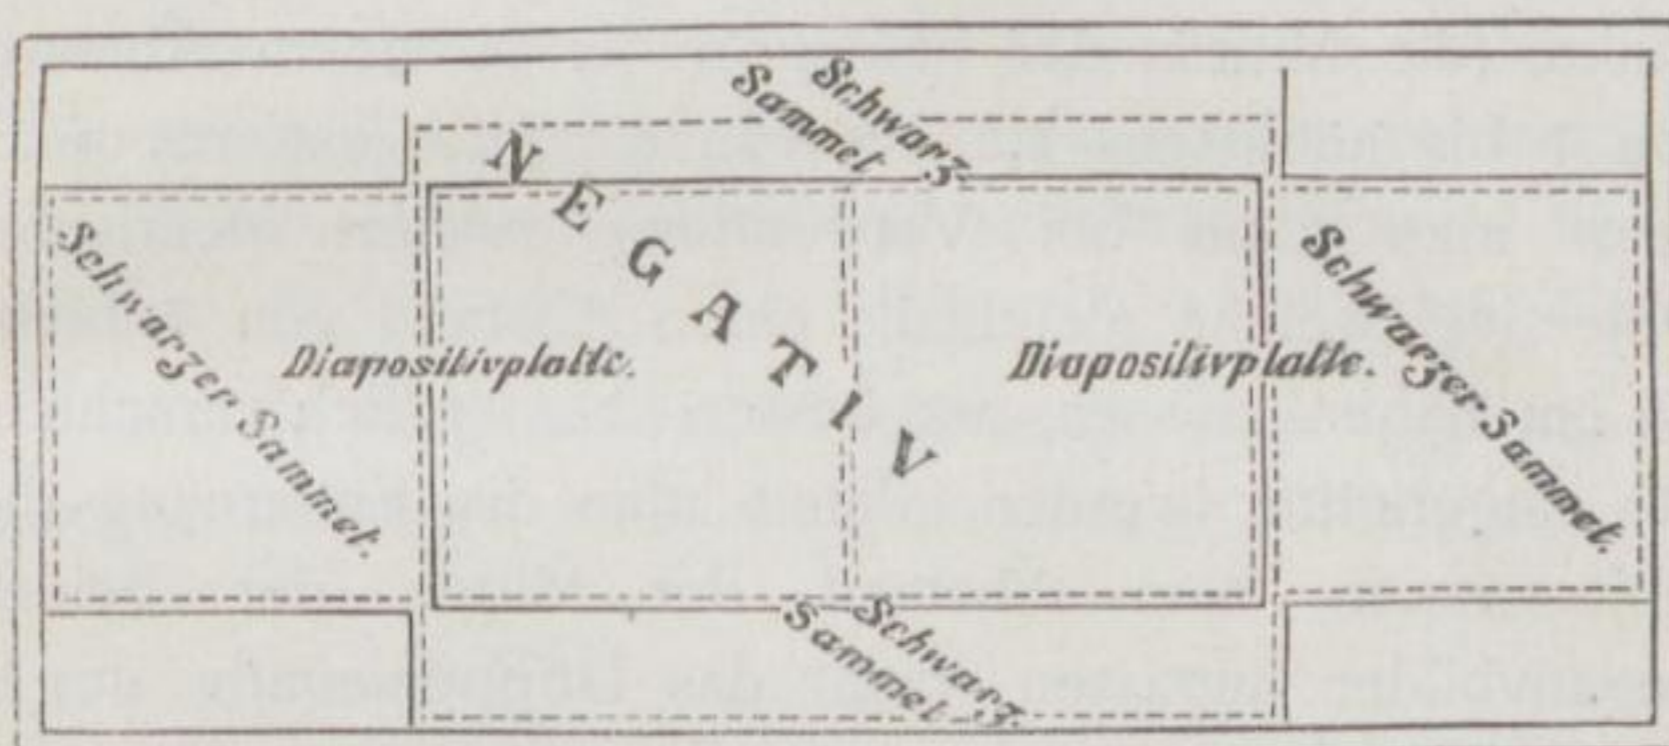 Schwarz-
Sammet
NEGATIV
Schwarzer Sammet.
Diapositivplatte.
Diapositivplatte.
Schwarzer Sammet.
Schwarz-
Sammet